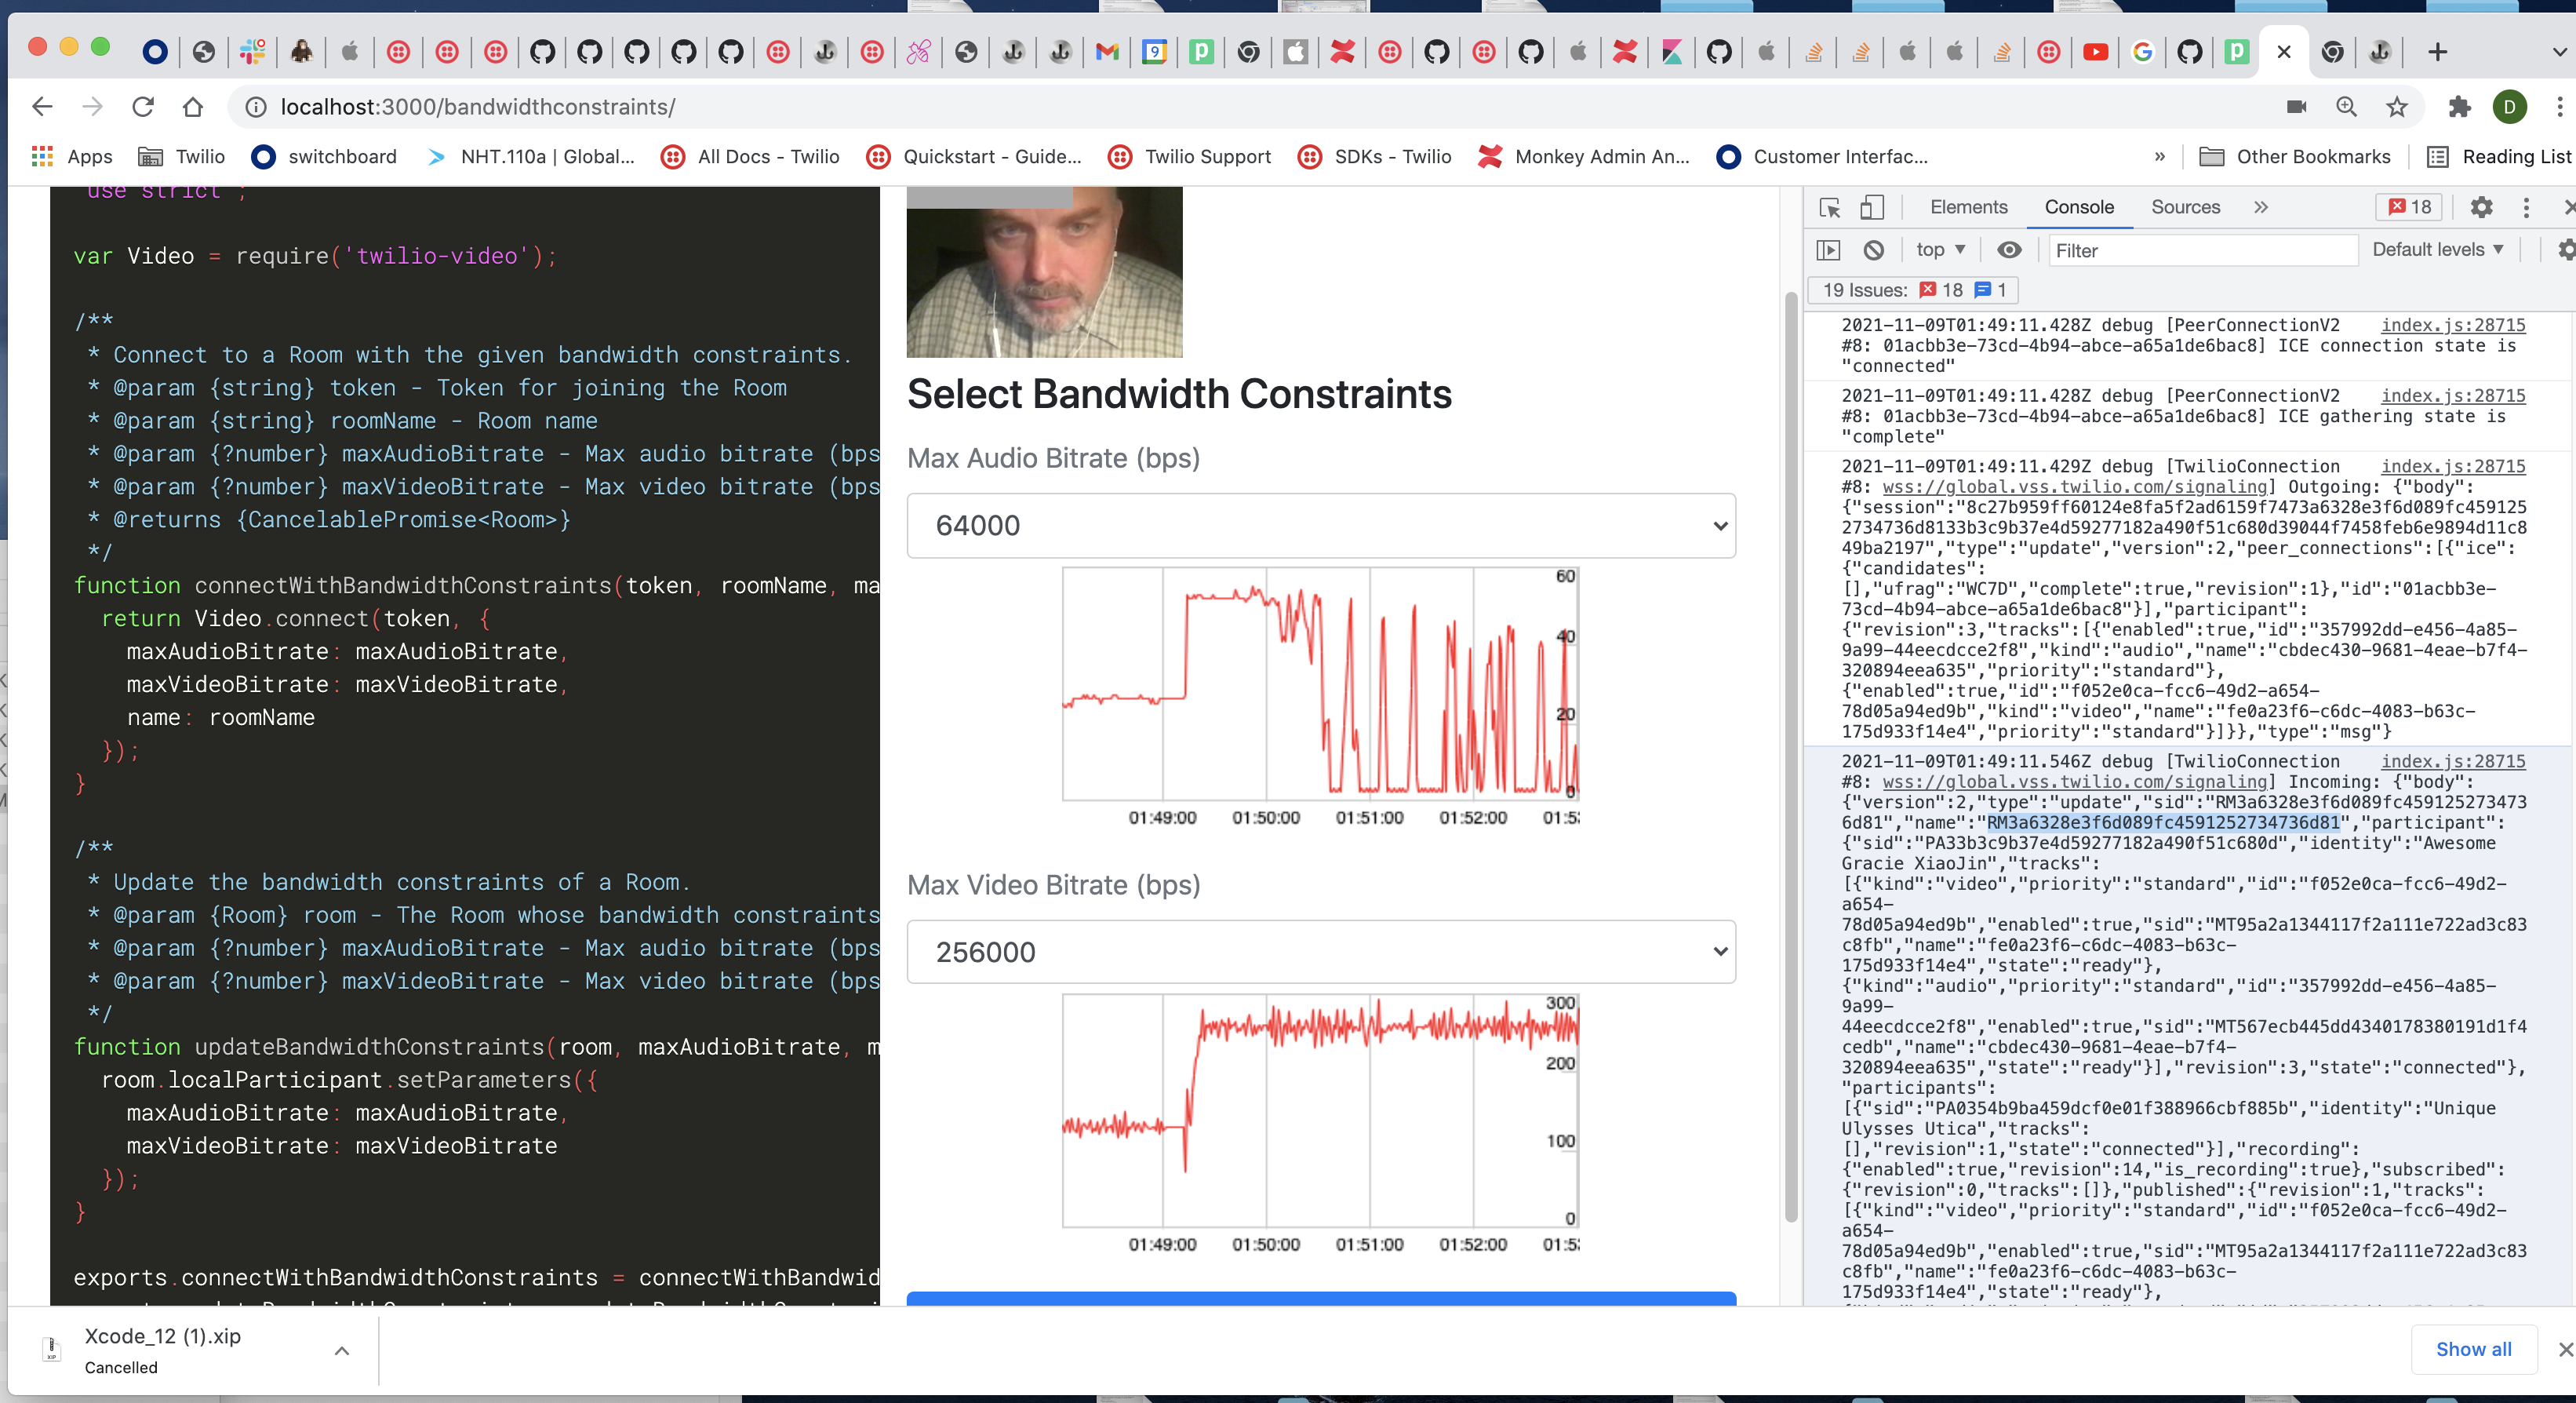 localhost:3000/bandwidthconstraints/
D
Apps
Twilio
switchboard
NHT.110a | Global...
All Docs - Twilio
Quickstart - Guide...
Twilio Support
SDKs - Twilio
Monkey Admin An...
Customer Interfac...
»
Other Bookmarks
Reading List
'use strict';
var Video = require('twilio-video');
/**
* Connect to a Room with the given bandwidth constraints.
* @param {string} token - Token for joining the Room
* @param {string} roomName - Room name
* @param {?number} maxAudioBitrate - Max audio bitrate (bps
* @param {?number} maxVideoBitrate - Max video bitrate (bps
* @returns {CancelablePromise<Room>}
*/
function connectWithBandwidthConstraints(token, roomName, ma
return Video.connect(token, {
maxAudioBitrate: maxAudioBitrate,
maxVideoBitrate: maxVideoBitrate,
name: roomName
});
}
/**
* Update the bandwidth constraints of a Room.
* @param {Room} room - The Room whose bandwidth constraints
* @param {?number} maxAudioBitrate - Max audio bitrate (bps
* @param {?number} maxVideoBitrate - Max video bitrate (bps
*/
function updateBandwidthConstraints(room, maxAudioBitrate, m
room.localParticipant.setParameters({
maxAudioBitrate: maxAudioBitrate,
maxVideoBitrate: maxVideoBitrate
});
}
exports.connectWithBandwidthConstraints = connectWithBandwid
Select Bandwidth Constraints
Max Audio Bitrate (bps)
64000
60
40
20
0
01:49:00 01:50:00 01:51:00 01:52:00 01:5
Max Video Bitrate (bps)
256000
300
200
100
0
01:49:00 01:50:00 01:51:00 01:52:00 01:5
Elements
Console
Sources
»
18
top
Filter
Default levels
19 Issues: 18 1
2021-11-09T01:49:11.428Z debug [PeerConnectionV2 index.js:28715
#8: 01acbb3e-73cd-4b94-abce-a65a1de6bac8] ICE connection state is
"connected"
2021-11-09T01:49:11.428Z debug [PeerConnectionV2 index.js:28715
#8: 01acbb3e-73cd-4b94-abce-a65a1de6bac8] ICE gathering state is
"complete"
2021-11-09T01:49:11.429Z debug [TwilioConnection index.js:28715
#8: wss://global.vss.twilio.com/signaling] Outgoing: {"body":
{"session":"8c27b959ff60124e8fa5f2ad6159f7473a6328e3f6d089fc459125
2734736d8133b3c9b37e4d59277182a490f51c680d39044f7458feb6e9894d11c8
49ba2197","type":"update","version":2,"peer_connections":[{"ice":
{"candidates":
[],"ufrag":"WC7D","complete":true,"revision":1},"id":"01acbb3e-
73cd-4b94-abce-a65a1de6bac8"}],"participant":
{"revision":3,"tracks":[{"enabled":true,"id":"357992dd-e456-4a85-
9a99-44eecdcce2f8","kind":"audio","name":"cbdec430-9681-4eae-b7f4-
320894eea635","priority":"standard"},
{"enabled":true,"id":"f052e0ca-fcc6-49d2-a654-
78d05a94ed9b","kind":"video","name":"fe0a23f6-c6dc-4083-b63c-
175d933f14e4","priority":"standard"}]}},"type":"msg"}
2021-11-09T01:49:11.546Z debug [TwilioConnection index.js:28715
#8: wss://global.vss.twilio.com/signaling] Incoming: {"body":
{"version":2,"type":"update","sid":"RM3a6328e3f6d089fc459125273473
6d81","name":"RM3a6328e3f6d089fc4591252734736d81","participant":
{"sid":"PA33b3c9b37e4d59277182a490f51c680d","identity":"Awesome
Gracie XiaoJin","tracks":
[{"kind":"video","priority":"standard","id":"f052e0ca-fcc6-49d2-
a654-
78d05a94ed9b","enabled":true,"sid":"MT95a2a1344117f2a111e722ad3c83
c8fb","name":"fe0a23f6-c6dc-4083-b63c-
175d933f14e4","state":"ready"},
{"kind":"audio","priority":"standard","id":"357992dd-e456-4a85-
9a99-
44eecdcce2f8","enabled":true,"sid":"MT567ecb445dd4340178380191d1f4
cedb","name":"cbdec430-9681-4eae-b7f4-
320894eea635","state":"ready"}],"revision":3,"state":"connected"},
"participants":
[{"sid":"PA0354b9ba459dcf0e01f388966cbf885b","identity":"Unique
Ulysses Utica","tracks":
[],"revision":1,"state":"connected"}],"recording":
{"enabled":true,"revision":14,"is_recording":true},"subscribed":
{"revision":0,"tracks":[]},"published":{"revision":1,"tracks":
[{"kind":"video","priority":"standard","id":"f052e0ca-fcc6-49d2-
a654-
78d05a94ed9b","enabled":true,"sid":"MT95a2a1344117f2a111e722ad3c83
c8fb","name":"fe0a23f6-c6dc-4083-b63c-
175d933f14e4","state":"ready"},
Xcode_12 (1).xip
Cancelled
Show all